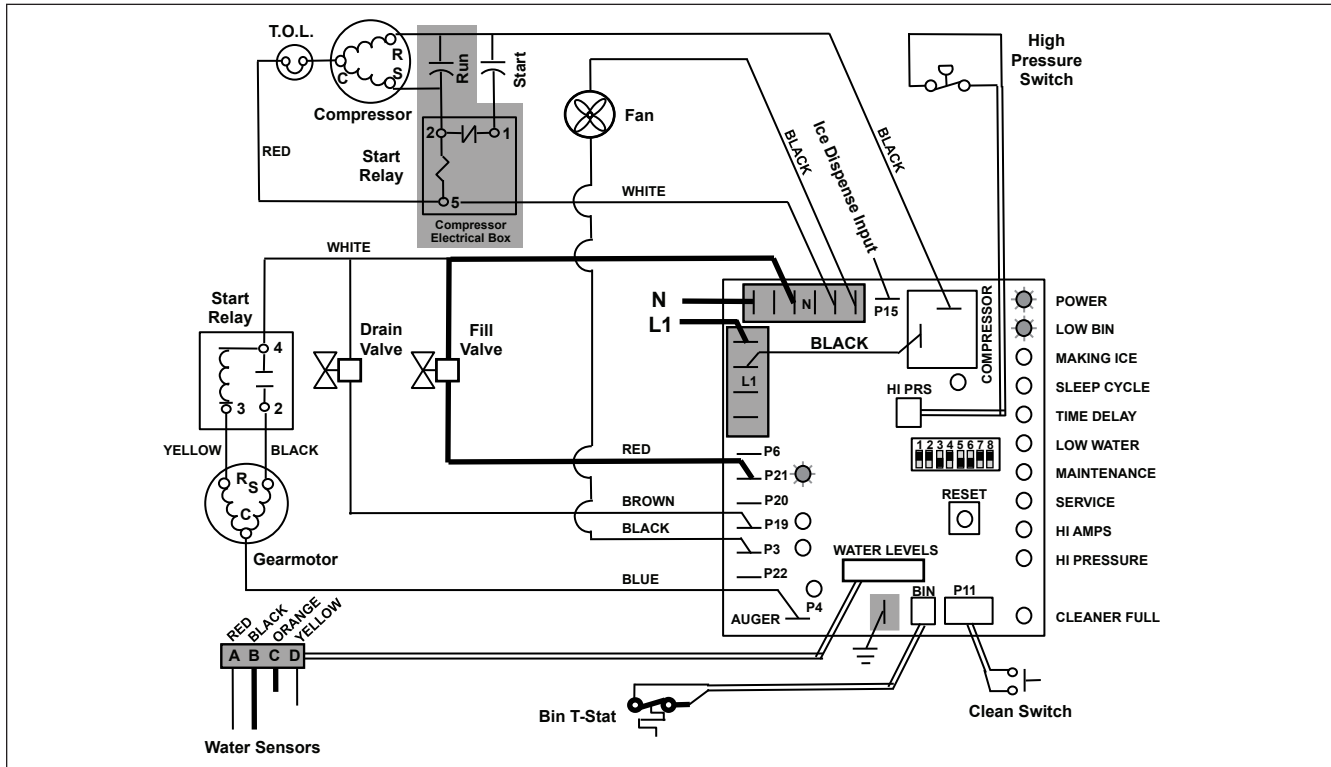 T.O.L.
R
S
C
Compressor
Run
Start
Fan
High
Pressure
Switch
BLACK
Ice Dispense Input
BLACK
RED
Start
Relay
2
1
5
Compressor
Electrical Box
WHITE
WHITE
Start
Relay
4
3
2
Drain
Valve
Fill
Valve
N
L1
N
L1
P15
BLACK
COMPRESSOR
HI PRS
1 2 3 4 5 6 7 8
RESET
POWER
LOW BIN
MAKING ICE
SLEEP CYCLE
TIME DELAY
LOW WATER
MAINTENANCE
SERVICE
HI AMPS
HI PRESSURE
CLEANER FULL
YELLOW
BLACK
R
S
C
Gearmotor
RED
BROWN
BLACK
BLUE
P6
P21
P20
P19
P3
P22
P4
AUGER
WATER LEVELS
BIN
P11
RED
BLACK
ORANGE
YELLOW
A B C D
Water Sensors
Bin T-Stat
Clean Switch